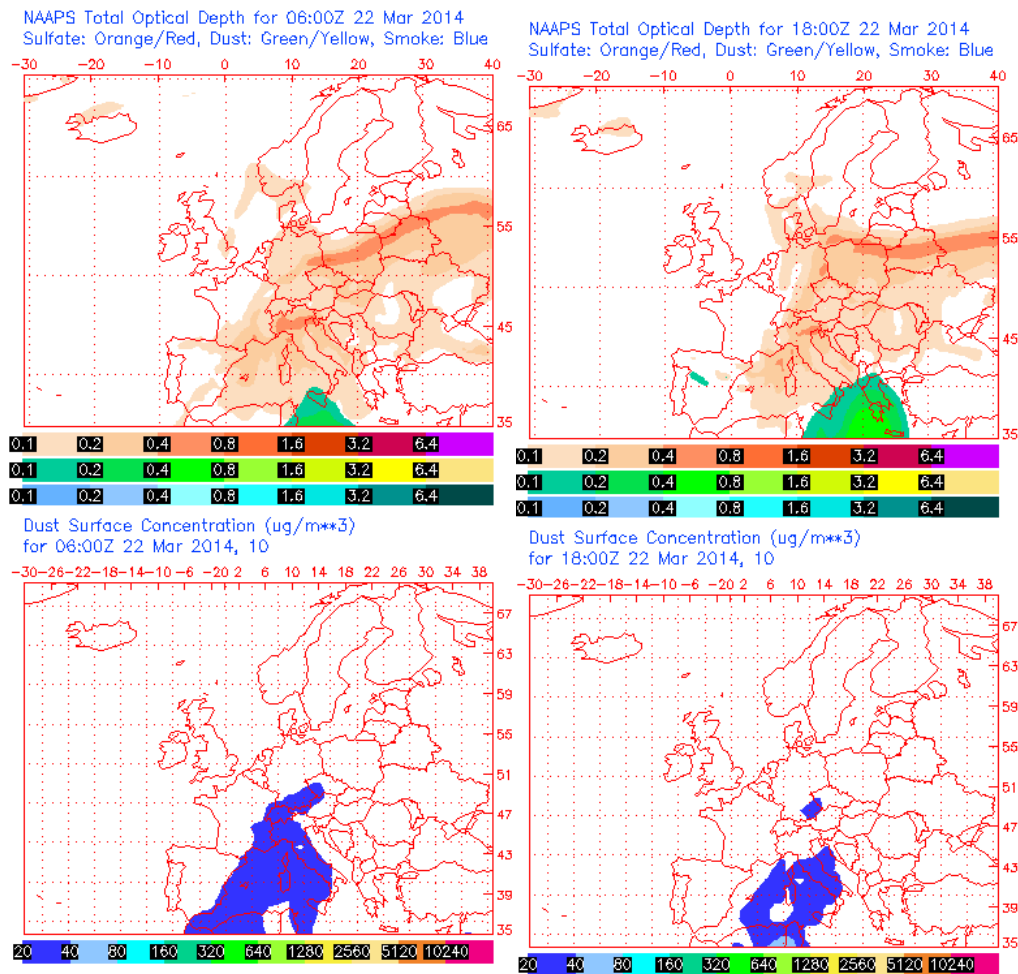 NAAPS Total Optical Depth for 06:00Z 22 Mar 2014
Sulfate: Orange/Red, Dust: Green/Yellow, Smoke: Blue
-30 -20 -10 0 10 20 30 40
65
55
45
35
0.1 0.2 0.4 0.8 1.6 3.2 6.4
0.1 0.2 0.4 0.8 1.6 3.2 6.4
0.1 0.2 0.4 0.8 1.6 3.2 6.4
NAAPS Total Optical Depth for 18:00Z 22 Mar 2014
Sulfate: Orange/Red, Dust: Green/Yellow, Smoke: Blue
-30 -20 -10 0 10 20 30 40
65
55
45
35
0.1 0.2 0.4 0.8 1.6 3.2 6.4
0.1 0.2 0.4 0.8 1.6 3.2 6.4
0.1 0.2 0.4 0.8 1.6 3.2 6.4
Dust Surface Concentration (ug/m**3)
for 06:00Z 22 Mar 2014, 10
-30-26-22-18-14-10 -6 -2 2 6 10 14 18 22 26 30 34 38
67
63
59
55
51
47
43
39
35
20 40 80 160 320 640 1280 2560 5120 10240
Dust Surface Concentration (ug/m**3)
for 18:00Z 22 Mar 2014, 10
-30-26-22-18-14-10 -6 -2 2 6 10 14 18 22 26 30 34 38
67
63
59
55
51
47
43
39
35
20 40 80 160 320 640 1280 2560 5120 10240